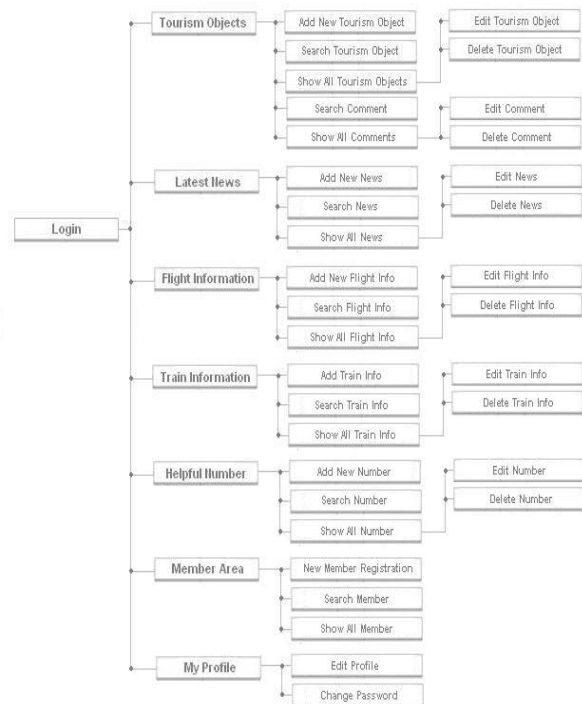 Login
Tourism Objects
Add New Tourism Object
Search Tourism Object
Show All Tourism Objects
Edit Tourism Object
Delete Tourism Object
Search Comment
Show All Comments
Edit Comment
Delete Comment
Latest News
Add New News
Search News
Show All News
Edit News
Delete News
Flight Information
Add New Flight Info
Search Flight Info
Show All Flight Info
Edit Flight Info
Delete Flight Info
Train Information
Add Train Info
Search Train Info
Show All Train Info
Edit Train Info
Delete Train Info
Helpful Number
Add New Number
Search Number
Show All Number
Edit Number
Delete Number
Member Area
New Member Registration
Search Member
Show All Member
My Profile
Edit Profile
Change Password